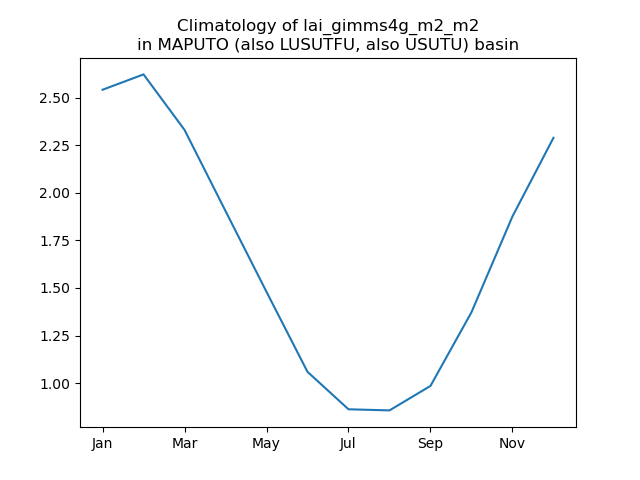 Climatology of lai_gimms4g_m2_m2
in MAPUTO (also LUSUTFU, also USUTU) basin
2.50
2.25
2.00
1.75
1.50
1.25
1.00
Jan Mar May Jul Sep Nov